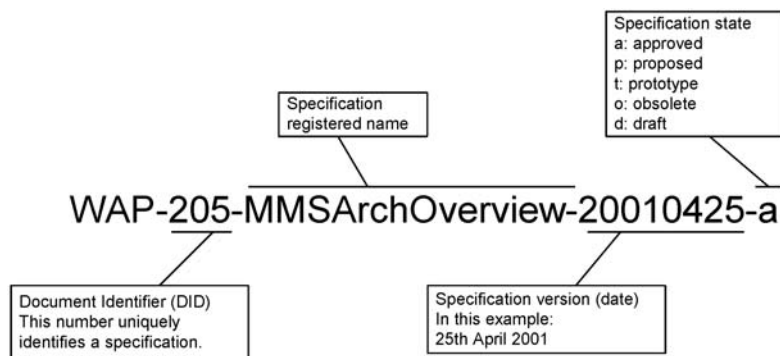 Specification state
a: approved
p: proposed
t: prototype
o: obsolete
d: draft
Specification
registered name
WAP-205-MMSArchOverview-20010425-a
Document Identifier (DID)
This number uniquely
identifies a specification.
Specification version (date)
In this example:
25th April 2001